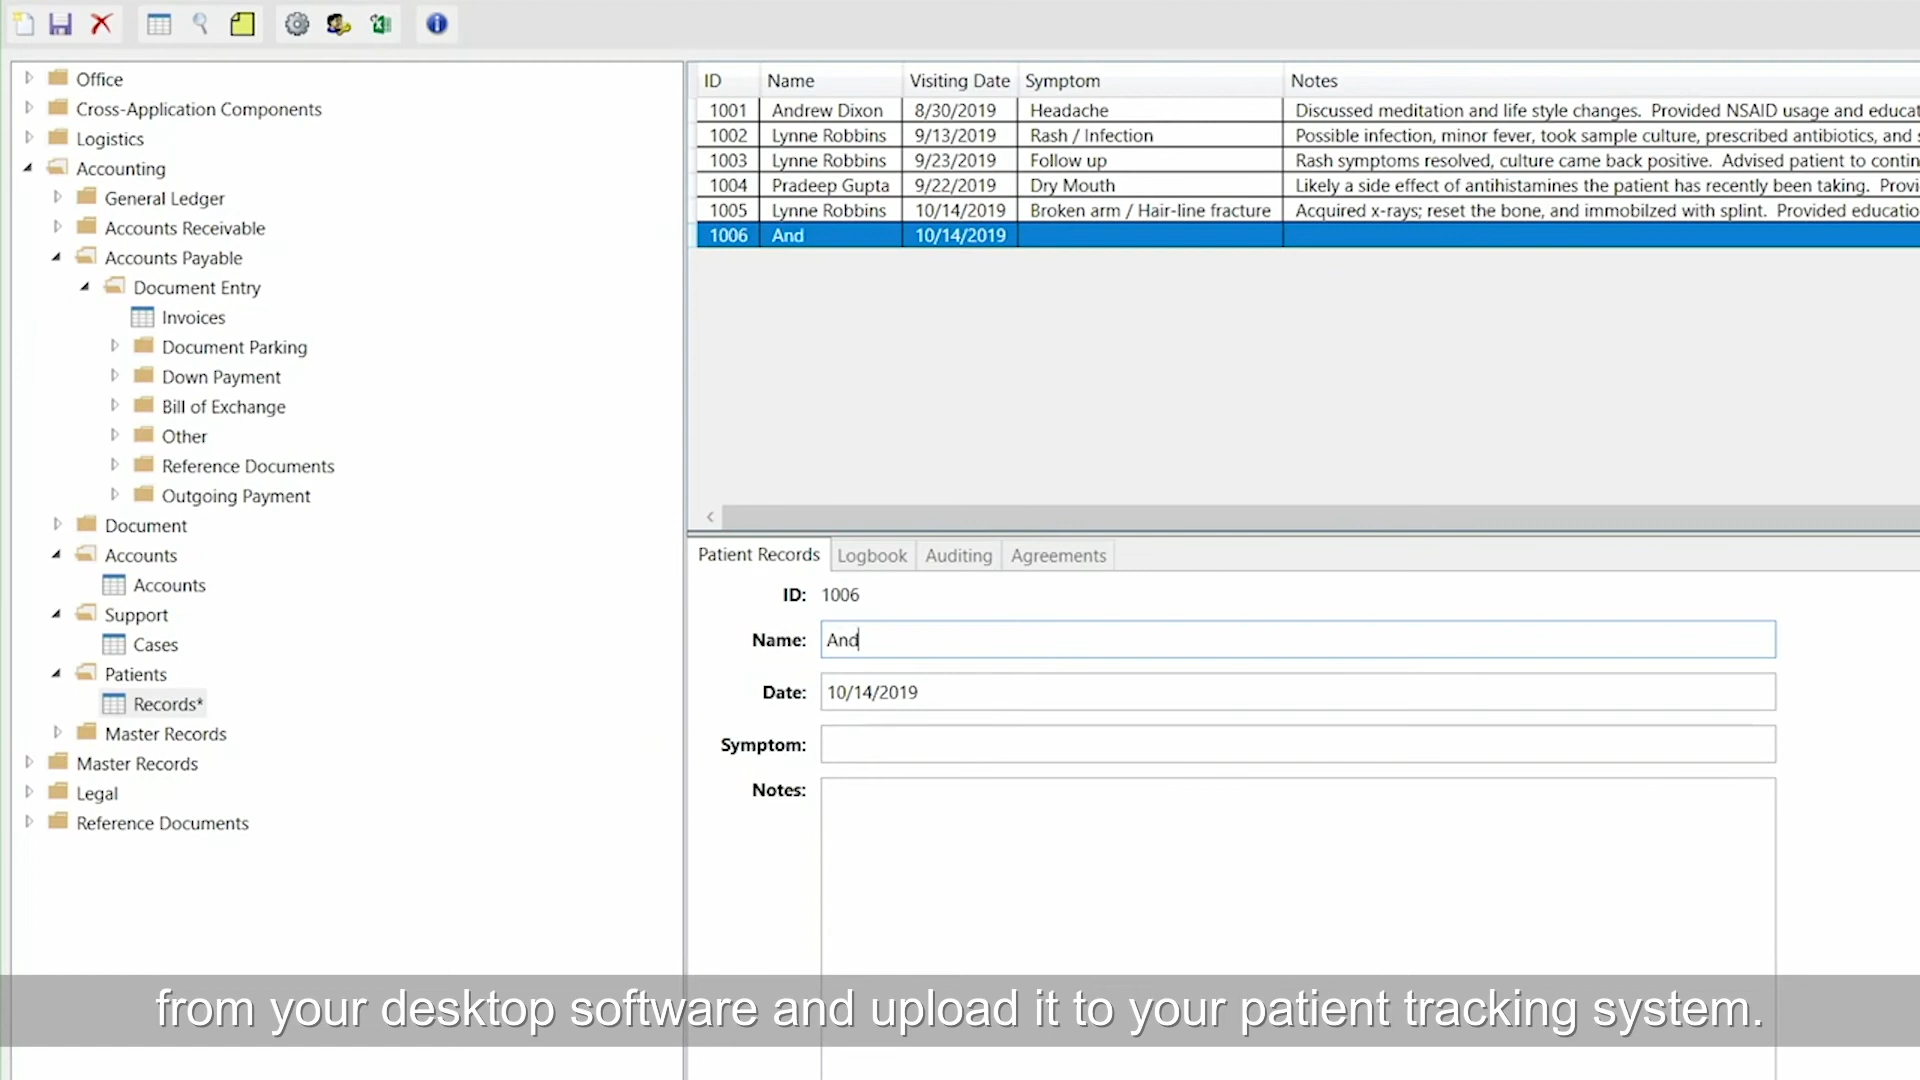 Office
Cross-Application Components
Logistics
Accounting
General Ledger
Accounts Receivable
Accounts Payable
Document Entry
Invoices
Document Parking
Down Payment
Bill of Exchange
Other
Reference Documents
Outgoing Payment
Document
Accounts
Accounts
Support
Cases
Patients
Records*
Master Records
Master Records
Legal
Reference Documents
ID Name Visiting Date Symptom Notes
1001 Andrew Dixon 8/30/2019 Headache Discussed meditation and life style changes. Provided NSAID usage and
1002 Lynne Robbins 9/13/2019 Rash / Infection Possible infection, minor fever, took sample culture, prescribed antibiotics, and
1003 Lynne Robbins 9/23/2019 Follow up Rash symptoms resolved, culture came back positive. Advised patient to
1004 Pradeep Gupta 9/22/2019 Dry Mouth Likely a side effect of antihistamines the patient has recently been taking.
1005 Lynne Robbins 10/14/2019 Broken arm / Hair-line fracture Acquired x-rays; reset the bone, and immobilzed with splint. Provided
1006 And 10/14/2019
Patient Records Logbook Auditing Agreements
ID: 1006
Name: And
Date: 10/14/2019
Symptom:
Notes:
from your desktop software and upload it to your patient tracking system.